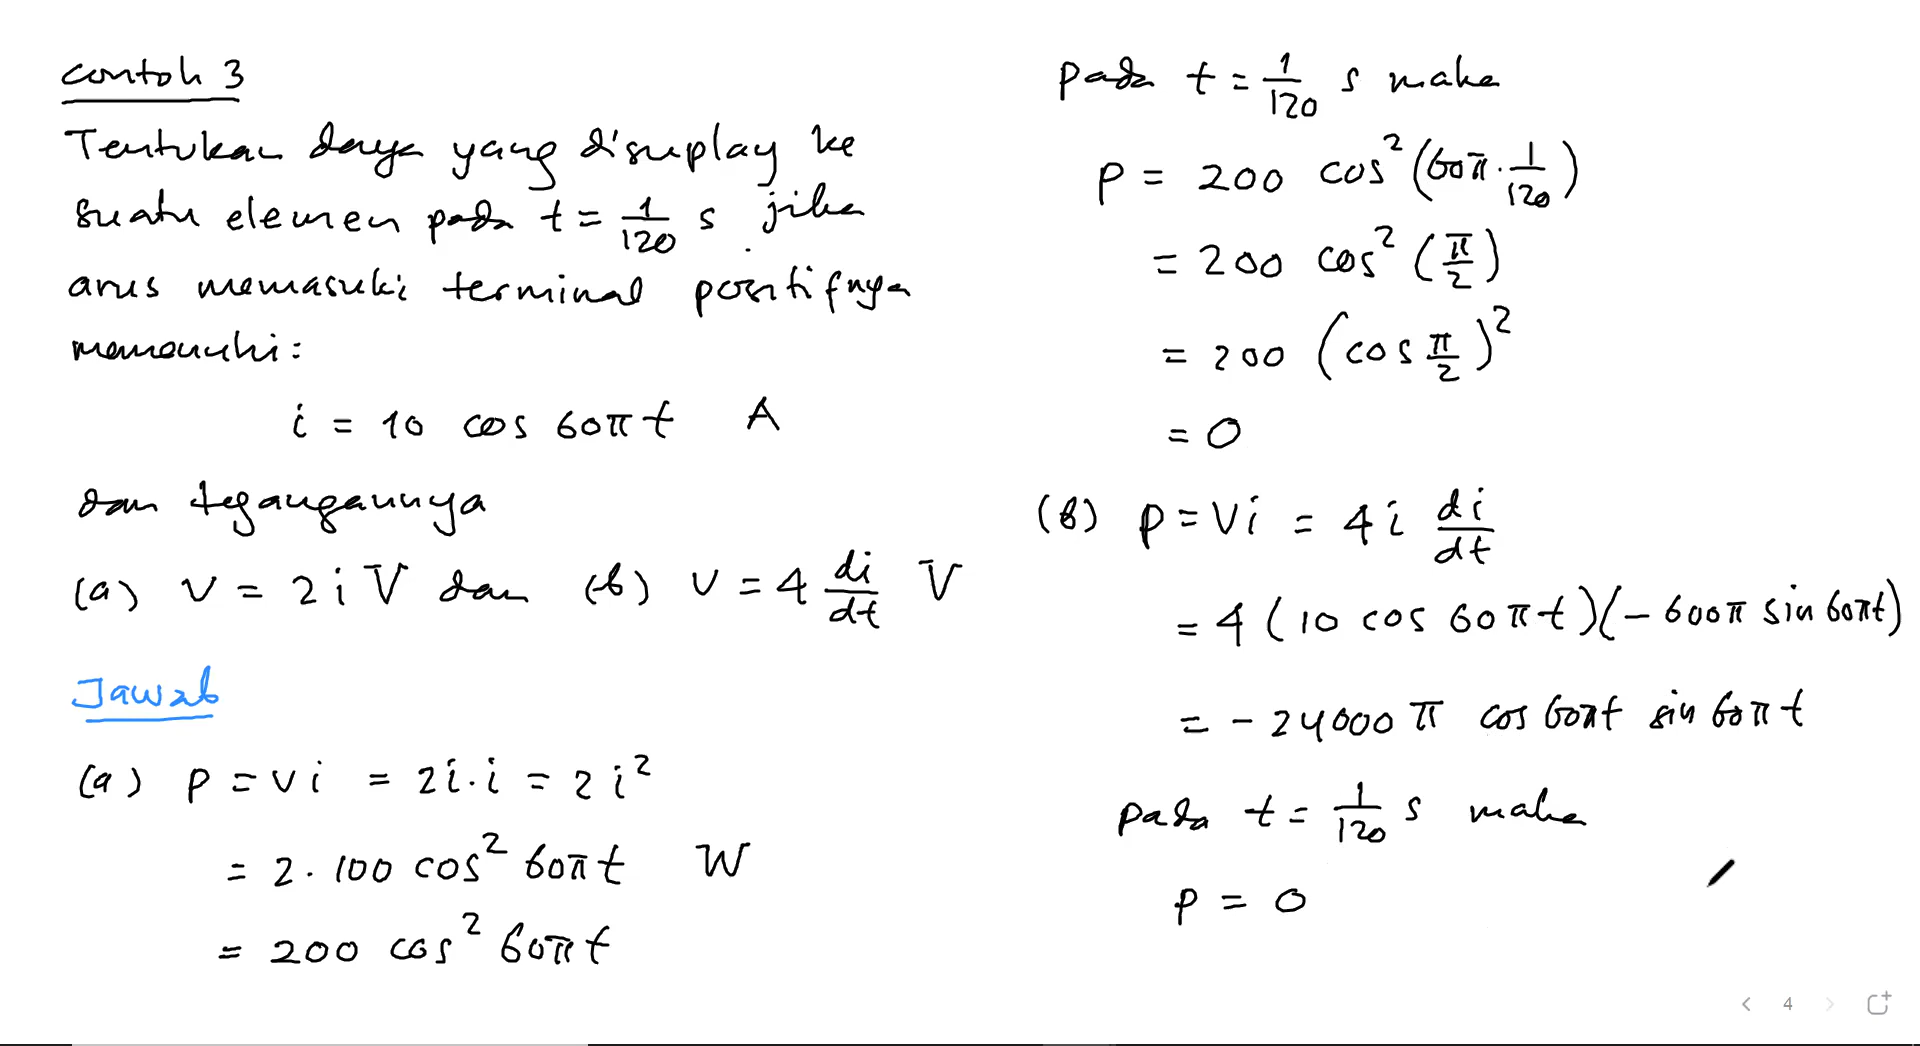 Contoh 3
Tentukan daya yang disuplay ke
suatu elemen pada t = 1/120 s jika
arus memasuki terminal positifnya
memenuhi:
i = 10 cos 60πt A
dan tegangannya
(a) v = 2i V dan (b) v = 4 di/dt V
Jawab
(a) p = vi = 2i.i = 2i²
= 2. 100 cos² 60πt W
= 200 cos² 60πt
pada t = 1/120 s maka
p = 200 cos² (60π . 1/120)
= 200 cos² (π/2)
= 200 (cos π/2)²
= 0
(b) p = vi = 4i di/dt
= 4 (10 cos 60πt)(- 600π sin 60πt)
= - 24000 π cos 60πt sin 60πt
pada t = 1/120 s maka
p = 0
4